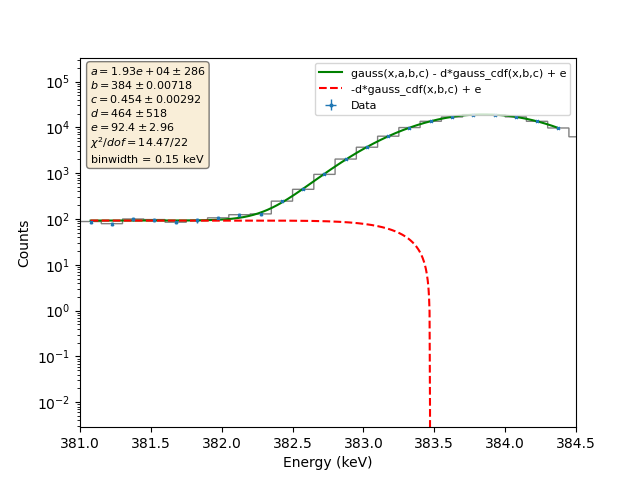 a = 1.93e + 04 ± 286
b = 384 ± 0.00718
c = 0.454 ± 0.00292
d = 464 ± 518
e = 92.4 ± 2.96
χ²/dof = 14.47/22
binwidth = 0.15 keV
gauss(x,a,b,c) - d*gauss_cdf(x,b,c) + e
-d*gauss_cdf(x,b,c) + e
Data
10⁵
10⁴
10³
10²
10¹
10⁰
10⁻¹
10⁻²
Counts
381.0 381.5 382.0 382.5 383.0 383.5 384.0 384.5
Energy (keV)